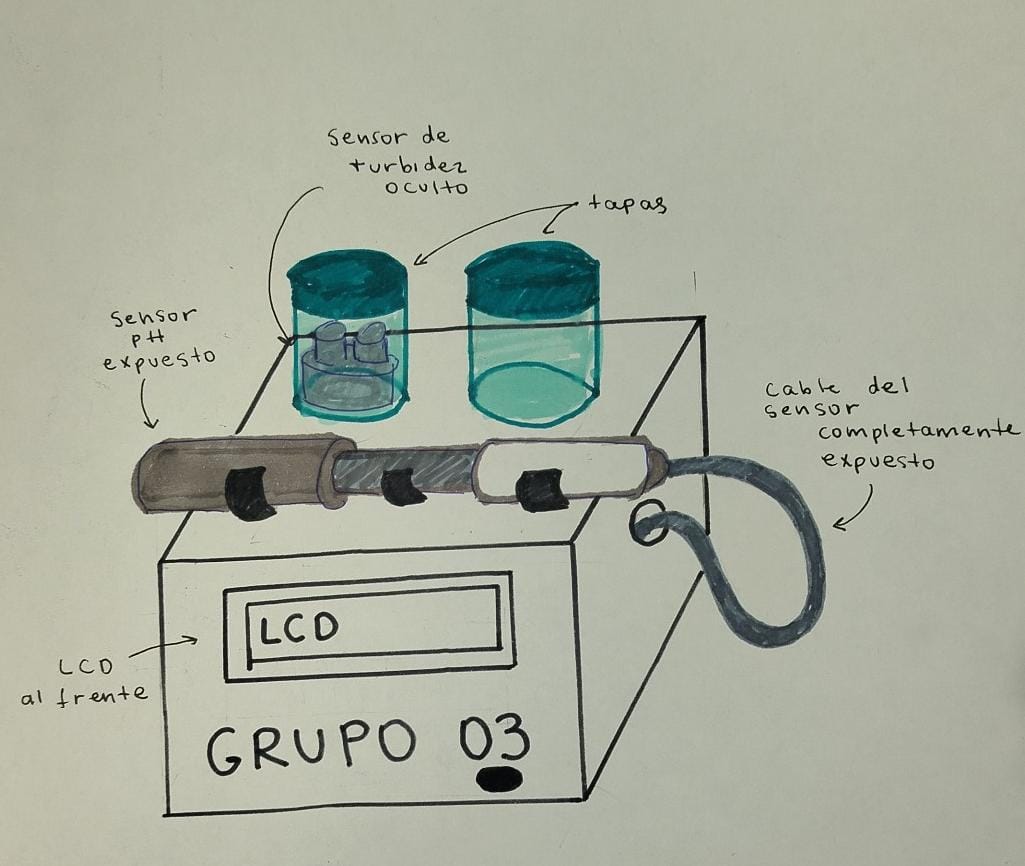 sensor de
turbidez
oculto
tapas
sensor
pH
expuesto
cable del
sensor
completamente
expuesto
LCD
LCD
al frente
GRUPO 03